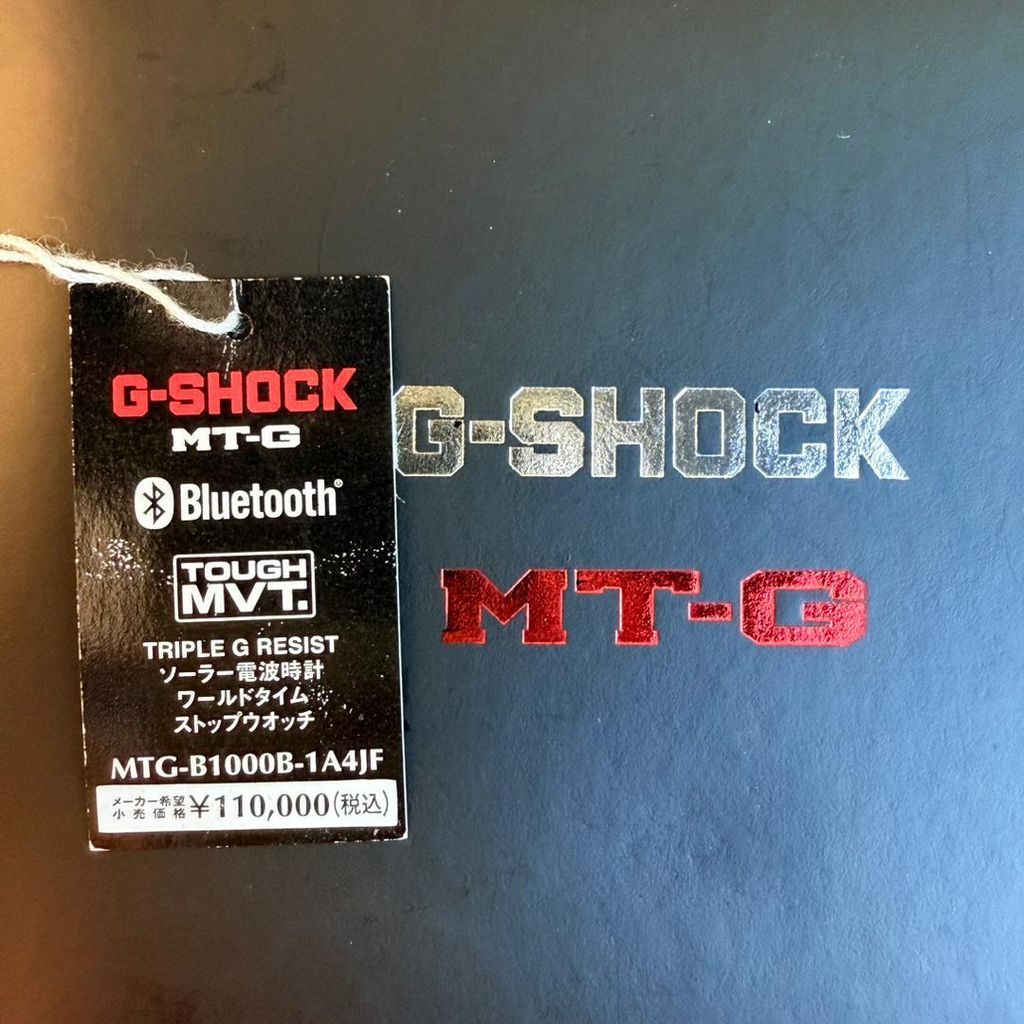 G-SHOCK
MT-G
Bluetooth®
TOUGH
MVT.
TRIPLE G RESIST
ソーラー電波時計
ワールドタイム
ストップウオッチ
MTG-B1000B-1A4JF
メーカー希望
小売価格 ¥110,000(税込)
G-SHOCK
MT-G